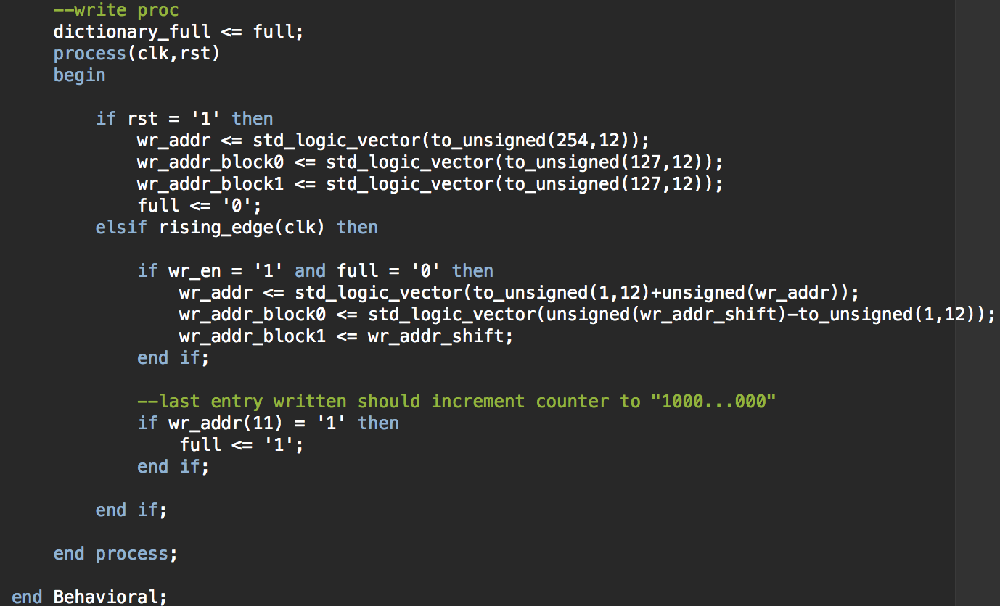 --write proc
dictionary_full <= full;
process(clk,rst)
begin
if rst = '1' then
wr_addr <= std_logic_vector(to_unsigned(254,12));
wr_addr_block0 <= std_logic_vector(to_unsigned(127,12));
wr_addr_block1 <= std_logic_vector(to_unsigned(127,12));
full <= '0';
elsif rising_edge(clk) then
if wr_en = '1' and full = '0' then
wr_addr <= std_logic_vector(to_unsigned(1,12)+unsigned(wr_addr));
wr_addr_block0 <= std_logic_vector(unsigned(wr_addr_shift)-to_unsigned(1,12));
wr_addr_block1 <= wr_addr_shift;
end if;
--last entry written should increment counter to "1000...000"
if wr_addr(11) = '1' then
full <= '1';
end if;
end if;
end process;
end Behavioral;